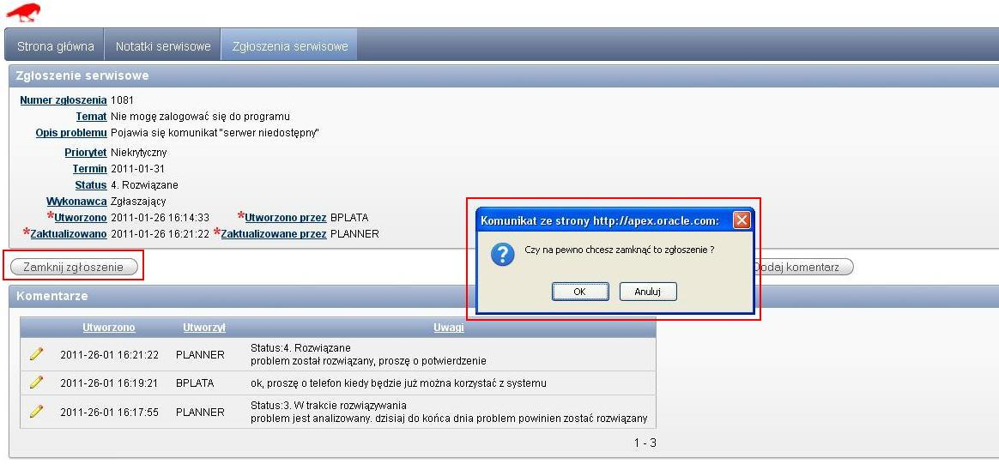 Strona główna Notatki serwisowe Zgłoszenia serwisowe
Zgłoszenie serwisowe
Numer zgłoszenia 1081
Temat Nie mogę zalogować się do programu
Opis problemu Pojawia się komunikat "serwer niedostępny"
Priorytet Niekrytyczny
Termin 2011-01-31
Status 4. Rozwiązane
Wykonawca Zgłaszający
*Utworzono 2011-01-26 16:14:33 *Utworzono przez BPLATA
*Zaktualizowano 2011-01-26 16:21:22 *Zaktualizowane przez PLANNER
Komunikat ze strony http://apex.oracle.com:
Czy na pewno chcesz zamknąć to zgłoszenie ?
OK Anuluj
Zamknij zgłoszenie Dodaj komentarz
Komentarze
Utworzono Utworzył Uwagi
2011-26-01 16:21:22 PLANNER Status:4. Rozwiązane
problem został rozwiązany, proszę o potwierdzenie
2011-26-01 16:19:21 BPLATA ok, proszę o telefon kiedy będzie już można korzystać z systemu
2011-26-01 16:17:55 PLANNER Status:3. W trakcie rozwiązywania
problem jest analizowany. dzisiaj do końca dnia problem powinien zostać rozwiązany
1 - 3